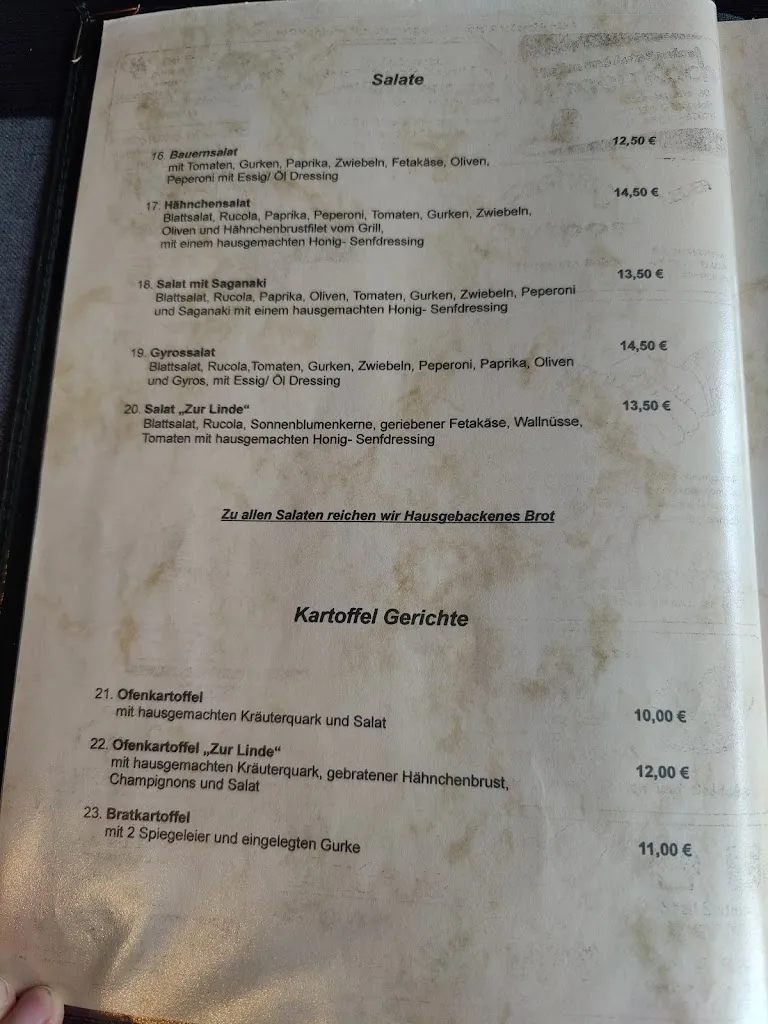 Salate
16. Bauernsalat 12,50 €
mit Tomaten, Gurken, Paprika, Zwiebeln, Fetakäse, Oliven,
Peperoni mit Essig/ Öl Dressing
17. Hähnchensalat 14,50 €
Blattsalat, Rucola, Paprika, Peperoni, Tomaten, Gurken, Zwiebeln,
Oliven und Hähnchenbrustfilet vom Grill,
mit einem hausgemachten Honig- Senfdressing
18. Salat mit Saganaki 13,50 €
Blattsalat, Rucola, Paprika, Oliven, Tomaten, Gurken, Zwiebeln, Peperoni
und Saganaki mit einem hausgemachten Honig- Senfdressing
19. Gyrossalat 14,50 €
Blattsalat, Rucola,Tomaten, Gurken, Zwiebeln, Peperoni, Paprika, Oliven
und Gyros, mit Essig/ Öl Dressing
20. Salat „Zur Linde“ 13,50 €
Blattsalat, Rucola, Sonnenblumenkerne, geriebener Fetakäse, Wallnüsse,
Tomaten mit hausgemachten Honig- Senfdressing
Zu allen Salaten reichen wir Hausgebackenes Brot
Kartoffel Gerichte
21. Ofenkartoffel
mit hausgemachten Kräuterquark und Salat 10,00 €
22. Ofenkartoffel „Zur Linde“
mit hausgemachten Kräuterquark, gebratener Hähnchenbrust, 12,00 €
Champignons und Salat
23. Bratkartoffel
mit 2 Spiegeleier und eingelegten Gurke 11,00 €